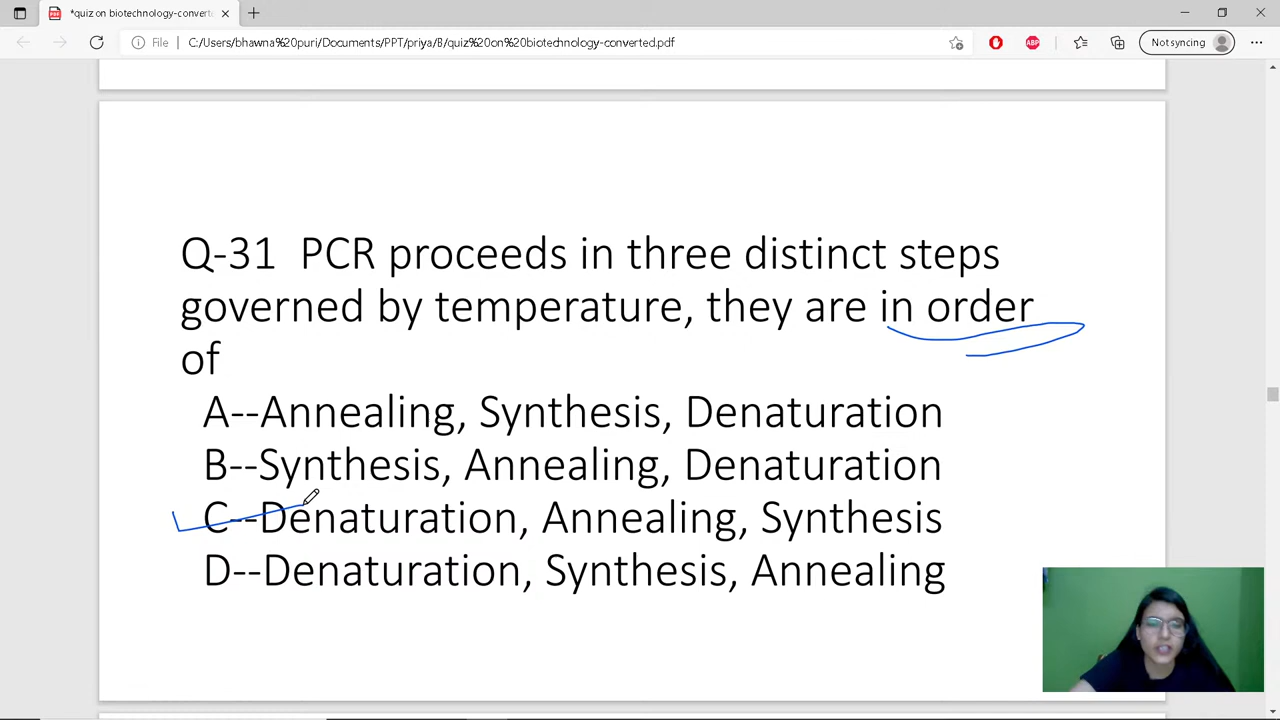 *quiz on biotechnology-convert
File
C:/Users/bhawna%20puri/Documents/PPT/priya/B/quiz%20on%20biotechnology-converted.pdf
ABP
Not syncing
Q-31 PCR proceeds in three distinct steps
governed by temperature, they are in order
of
A--Annealing, Synthesis, Denaturation
B--Synthesis, Annealing, Denaturation
C--Denaturation, Annealing, Synthesis
D--Denaturation, Synthesis, Annealing